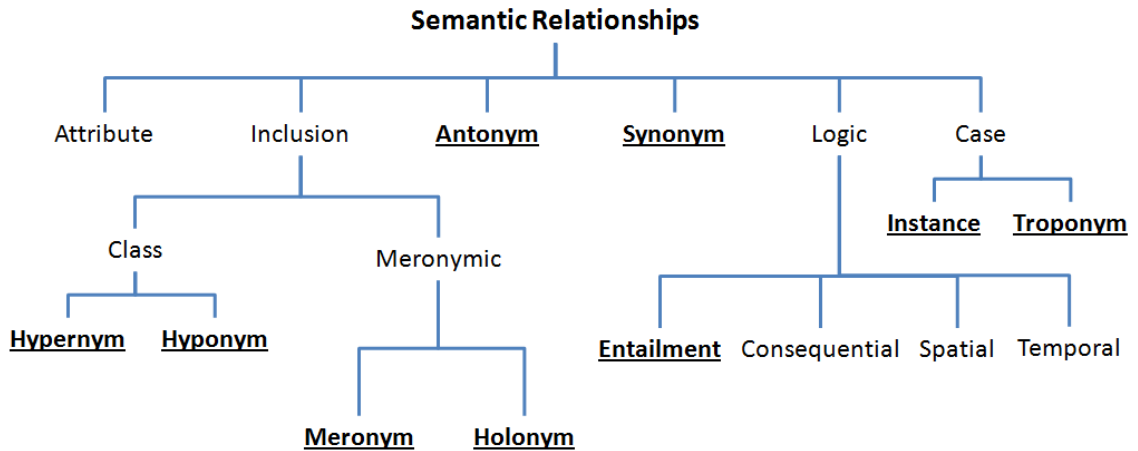 Semantic Relationships
Attribute Inclusion Antonym Synonym Logic Case
Instance Troponym
Class Meronymic
Hypernym Hyponym Entailment Consequential Spatial Temporal
Meronym Holonym